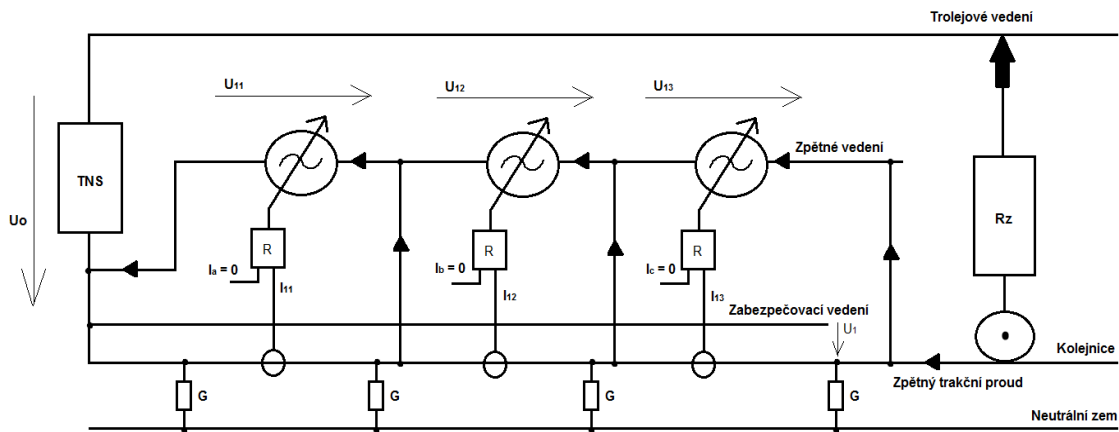 Trolejové vedení
U11
U12
U13
Zpětné vedení
TNS
Uo
Rz
R
R
R
Ia = 0
Ib = 0
Ic = 0
I11
I12
I13
Zabezpečovací vedení
U1
Kolejnice
Zpětný trakční proud
G
G
G
G
Neutrální zem